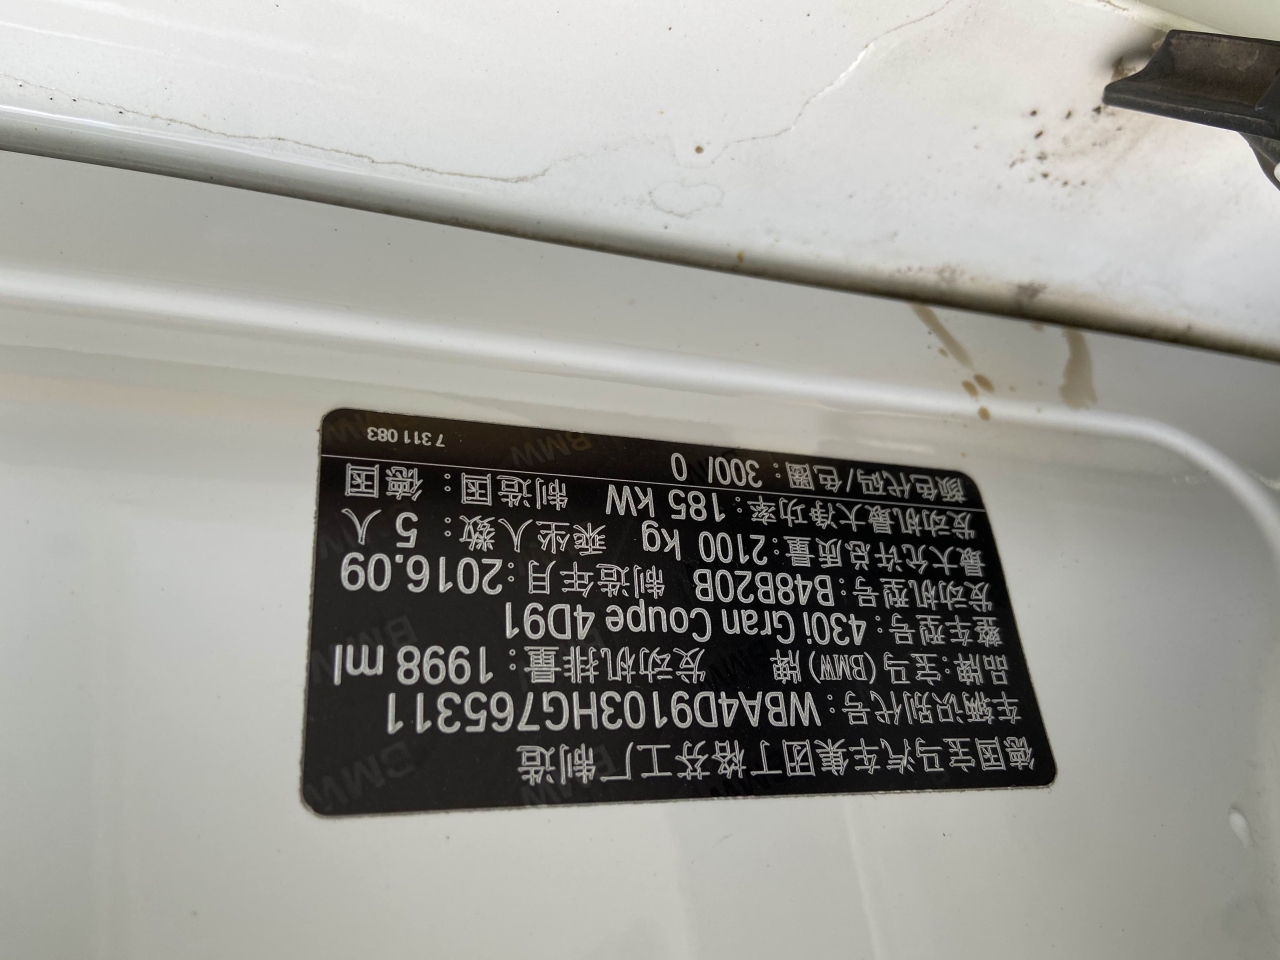 德国宝马汽车集团丁格芬工厂 制造
车辆识别代号：WBA4D9103HG765311
品牌：宝马 (BMW) 牌 发动机排量：1998 ml
整车型号：430i Gran Coupe 4D91
发动机型号：B48B20B 制造年月：2016.09
最大允许总质量：2100 kg 乘坐人数：5 人
发动机最大净功率：185 kW 制造国：德国
颜色代码/色圈：300/ 0
7 311 083